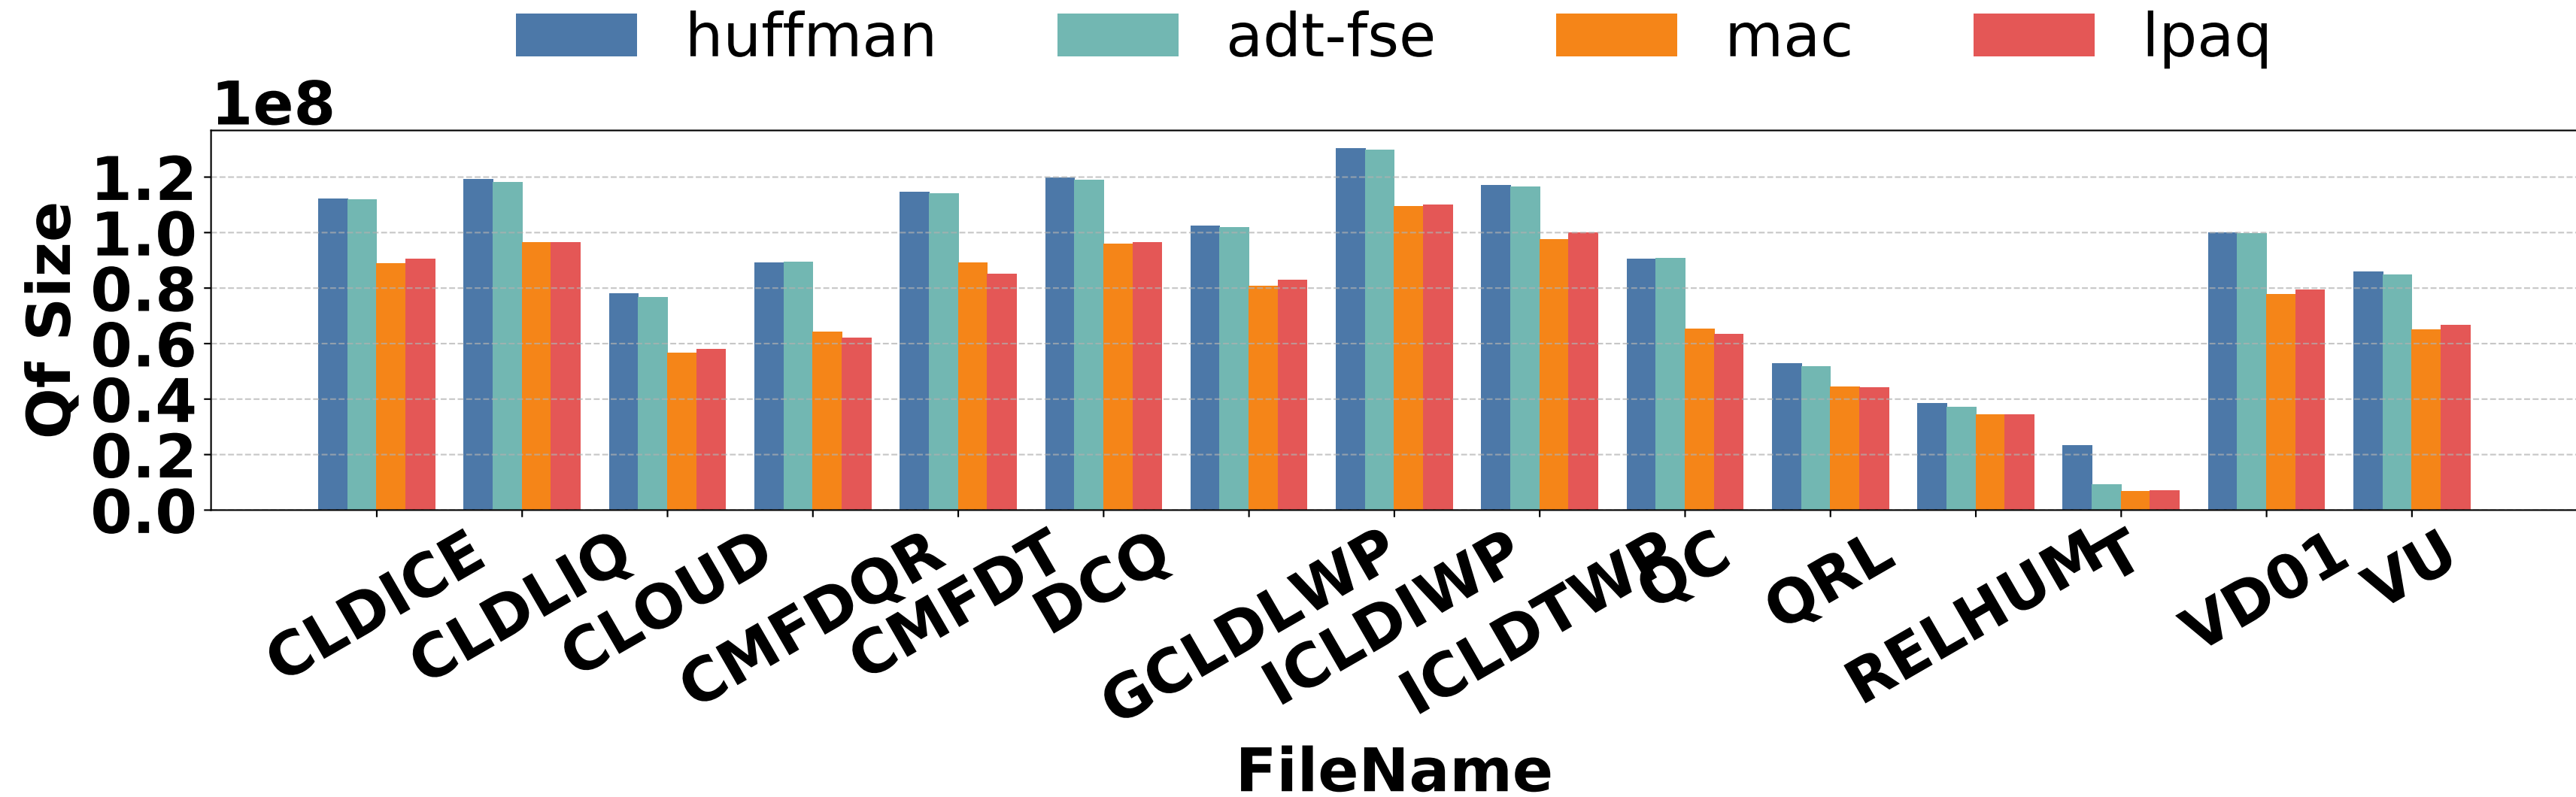 huffman adt-fse mac lpaq
1e8
Qf Size
1.2
1.0
0.8
0.6
0.4
0.2
0.0
CLDICE CLDLIQ CLOUD CMFDQR CMFDT DCQ GCLDLWP ICLDIWP ICLDTWP QC QRL RELHUM T VD01 VU
FileName